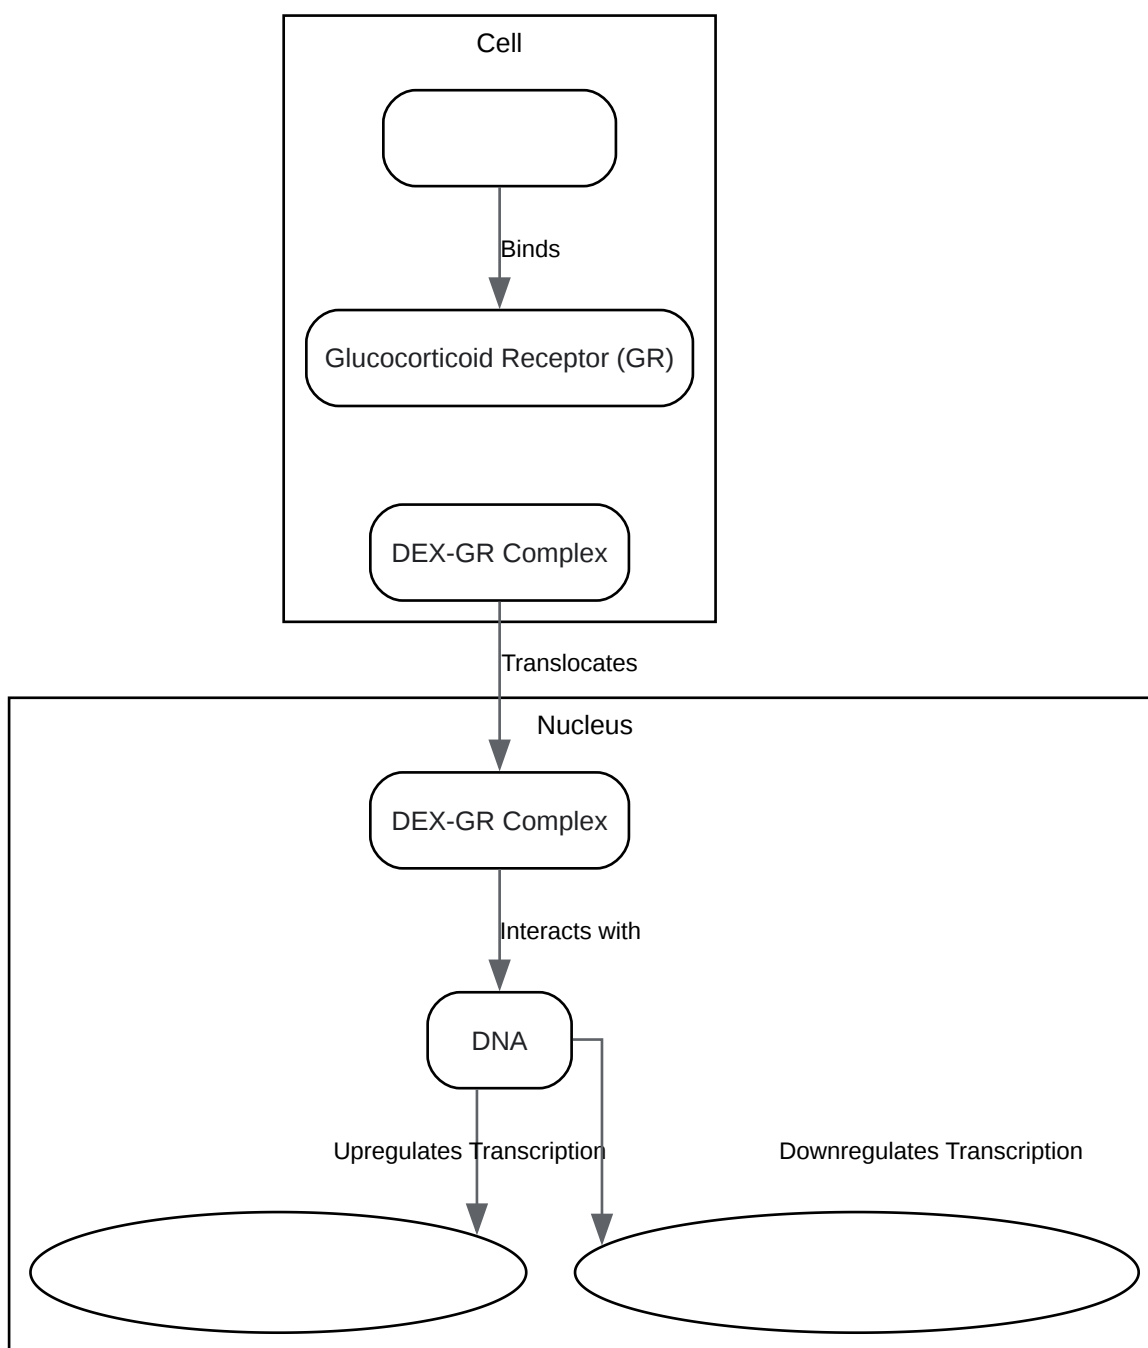 Cell
Binds
Glucocorticoid Receptor (GR)
DEX-GR Complex
Translocates
Nucleus
DEX-GR Complex
Interacts with
DNA
Upregulates Transcription
Downregulates Transcription